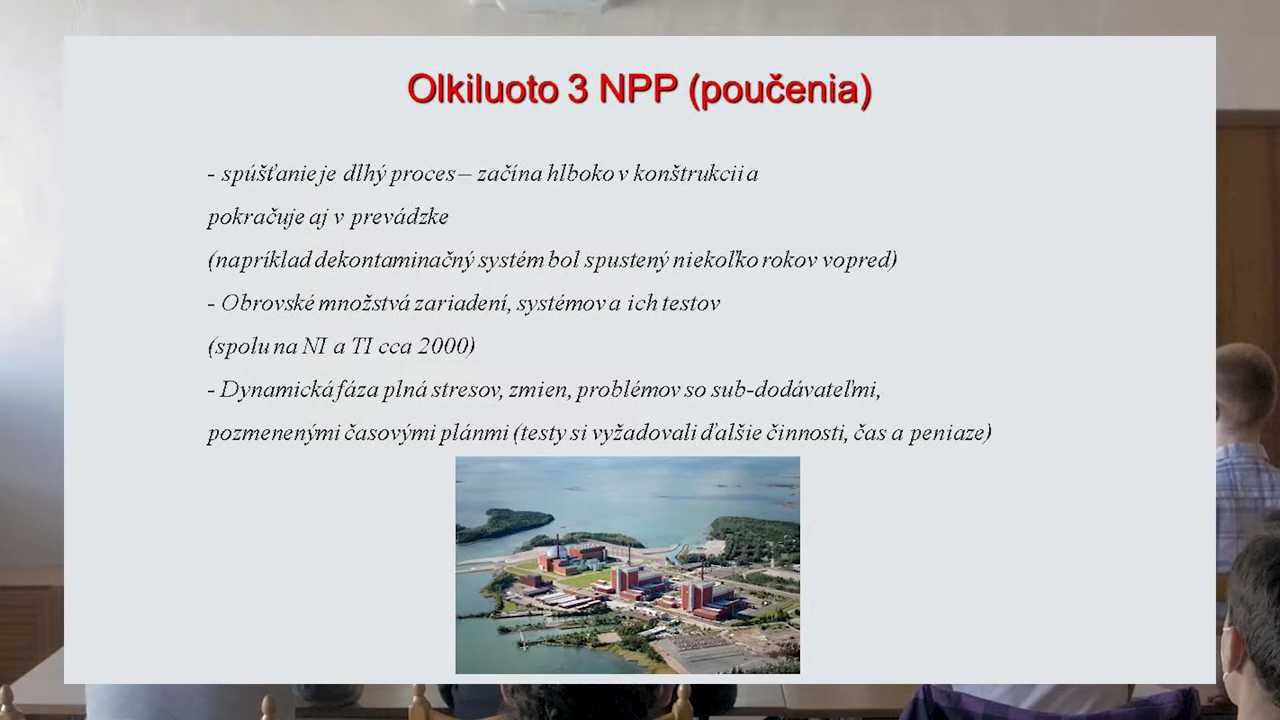 Olkiluoto 3 NPP (poučenia)
- spúšťanie je dlhý proces – začína hlboko v konštrukcii a
pokračuje aj v prevádzke
(napríklad dekontaminačný systém bol spustený niekoľko rokov vopred)
- Obrovské množstvá zariadení, systémov a ich testov
(spolu na NI a TI cca 2000)
- Dynamická fáza plná stresov, zmien, problémov so sub-dodávateľmi,
pozmenenými časovými plánmi (testy si vyžadovali ďalšie činnosti, čas a peniaze)